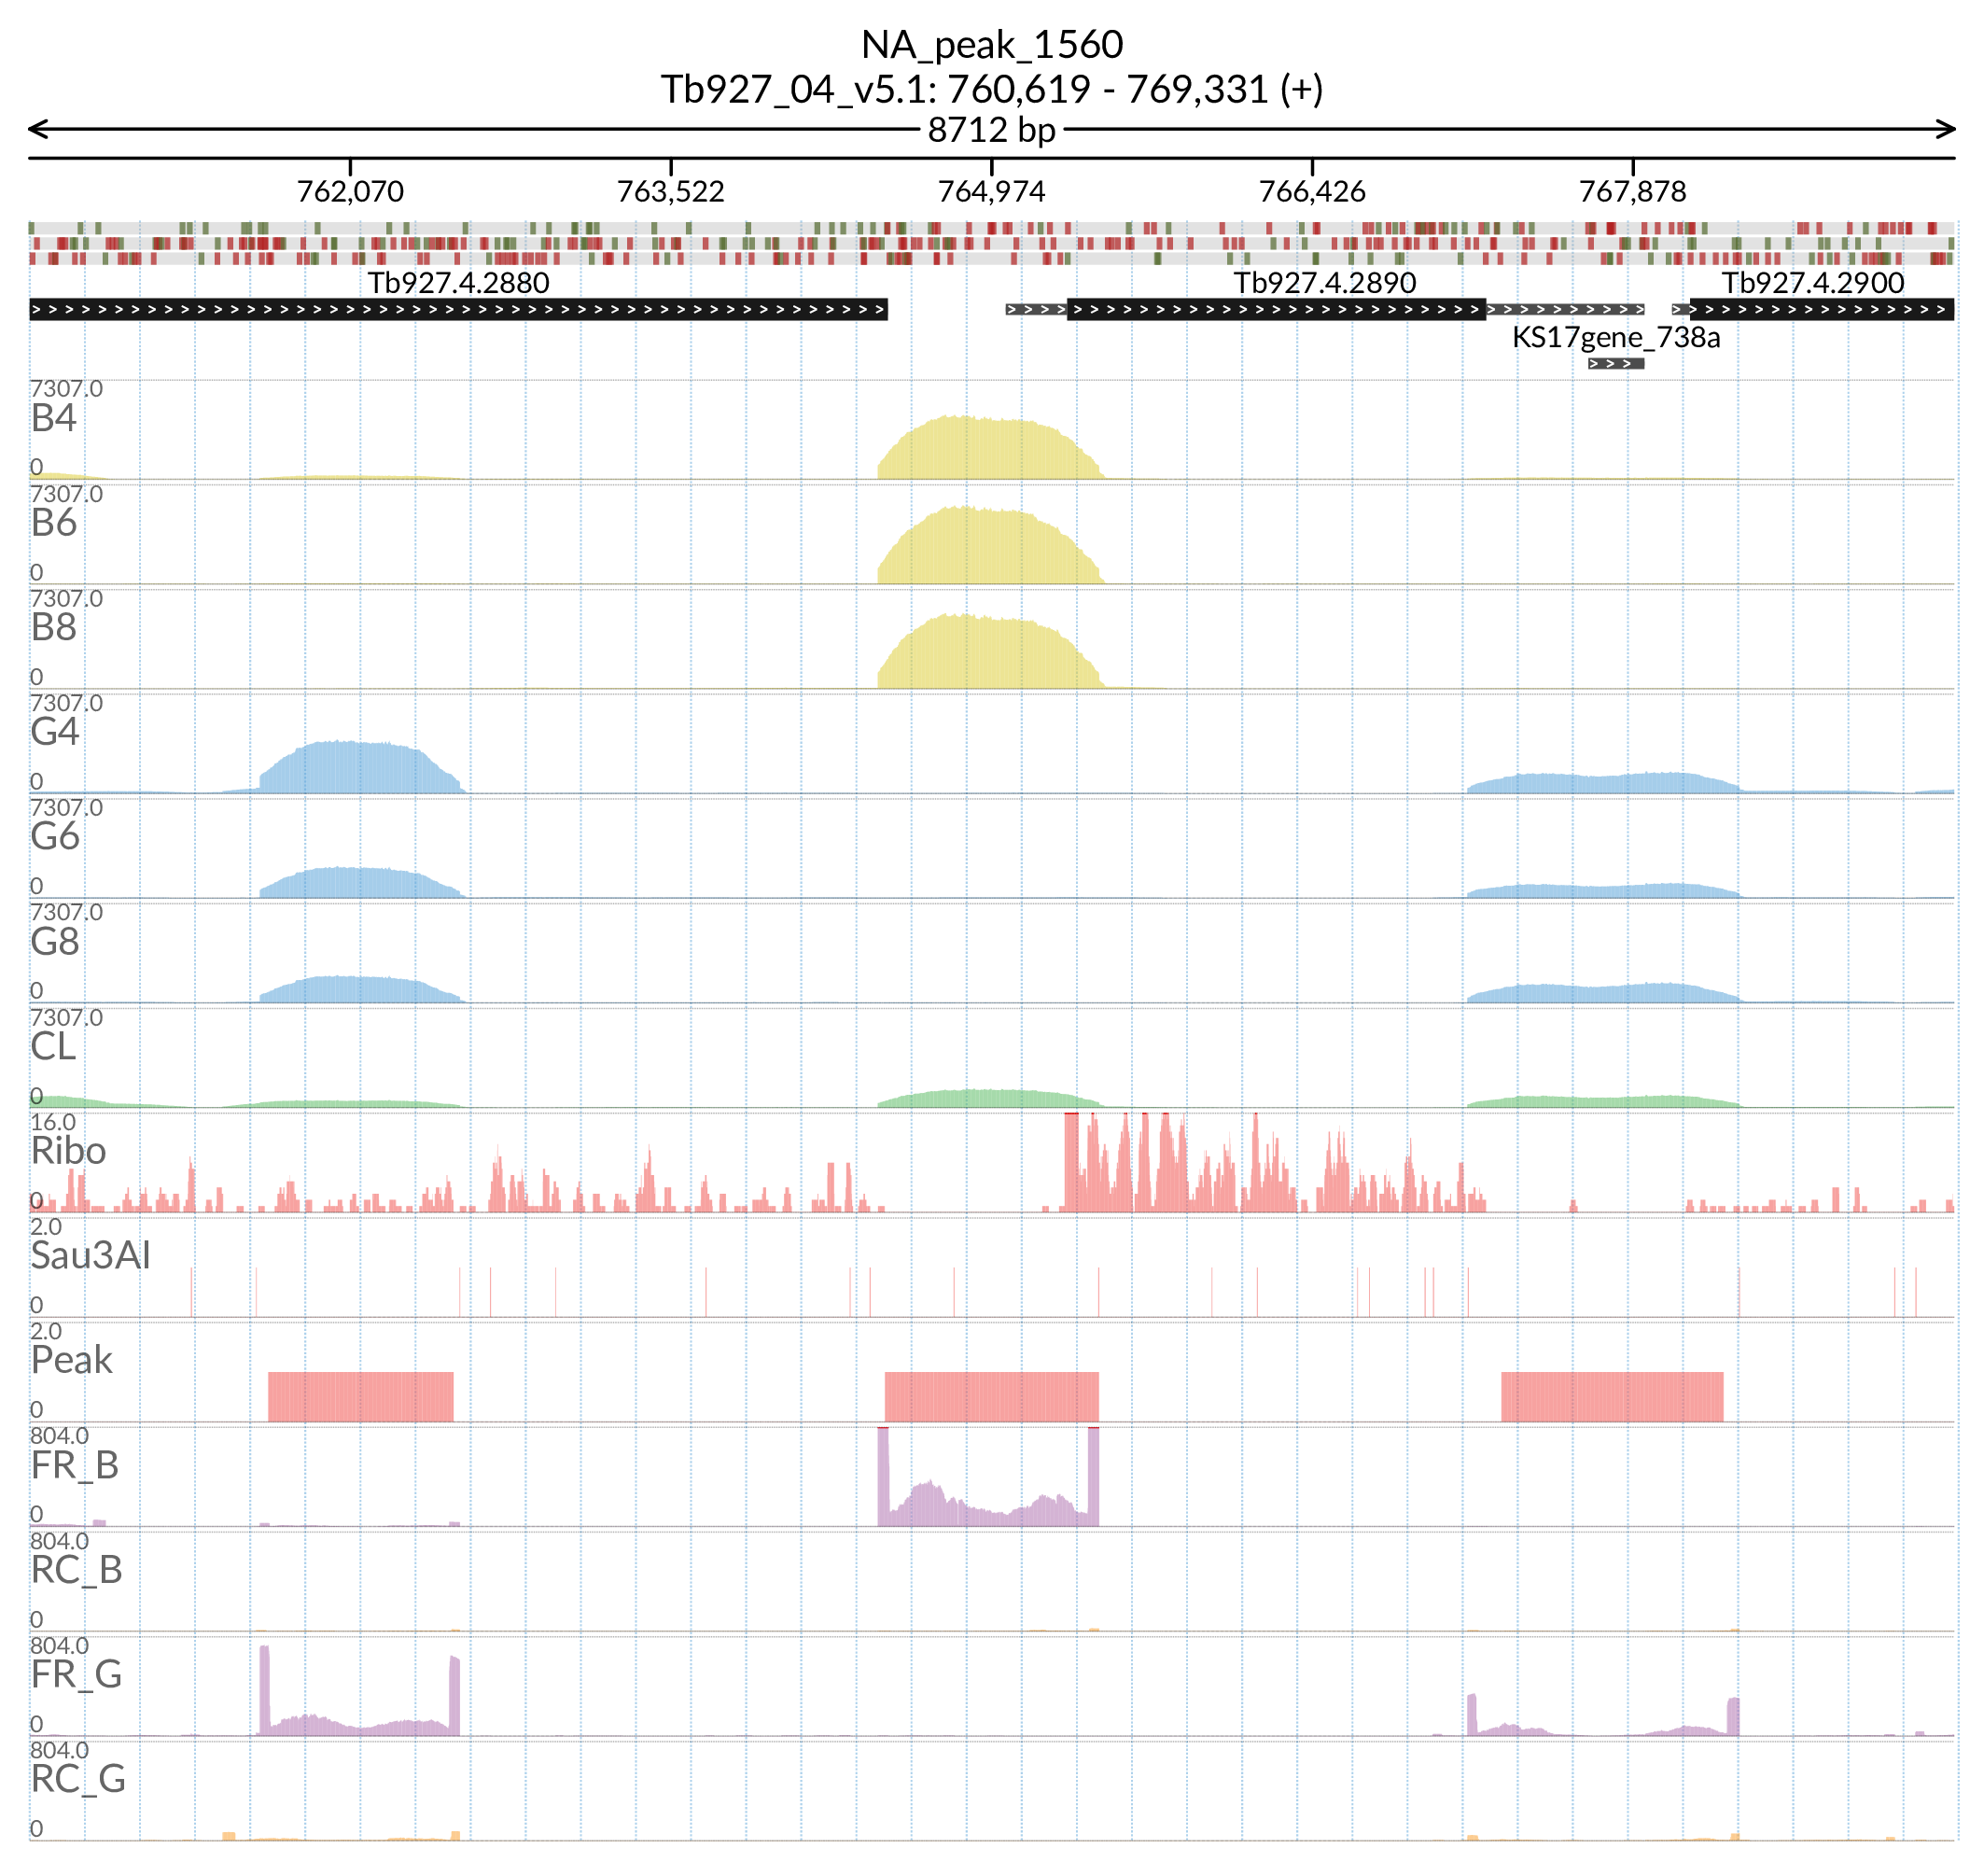 NA_peak_1560
Tb927_04_v5.1: 760,619 - 769,331 (+)
8712 bp
762,070 763,522 764,974 766,426 767,878
Tb927.4.2880 Tb927.4.2890 Tb927.4.2900
KS17gene_738a
7307.0
B4
0
7307.0
B6
0
7307.0
B8
0
7307.0
G4
0
7307.0
G6
0
7307.0
G8
0
7307.0
CL
0
16.0
Ribo
0
2.0
Sau3AI
0
2.0
Peak
0
804.0
FR_B
0
804.0
RC_B
0
804.0
FR_G
0
804.0
RC_G
0